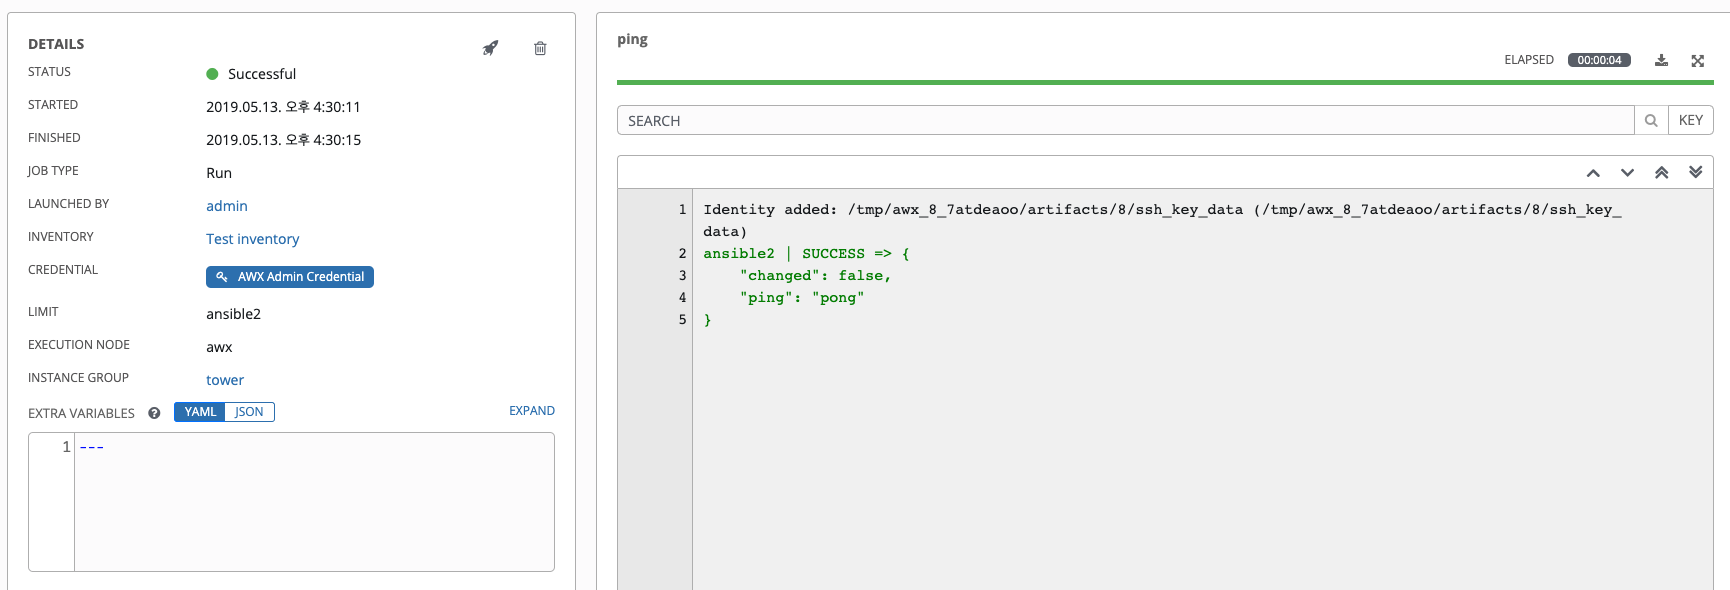 DETAILS
STATUS
Successful
STARTED
2019.05.13. 오후 4:30:11
FINISHED
2019.05.13. 오후 4:30:15
JOB TYPE
Run
LAUNCHED BY
admin
INVENTORY
Test inventory
CREDENTIAL
AWX Admin Credential
LIMIT
ansible2
EXECUTION NODE
awx
INSTANCE GROUP
tower
EXTRA VARIABLES ? YAML JSON EXPAND
1 ---
ping
ELAPSED 00:00:04
SEARCH KEY
1 Identity added: /tmp/awx_8_7atdeaoo/artifacts/8/ssh_key_data (/tmp/awx_8_7atdeaoo/artifacts/8/ssh_key_
data)
2 ansible2 | SUCCESS => {
3     "changed": false,
4     "ping": "pong"
5 }